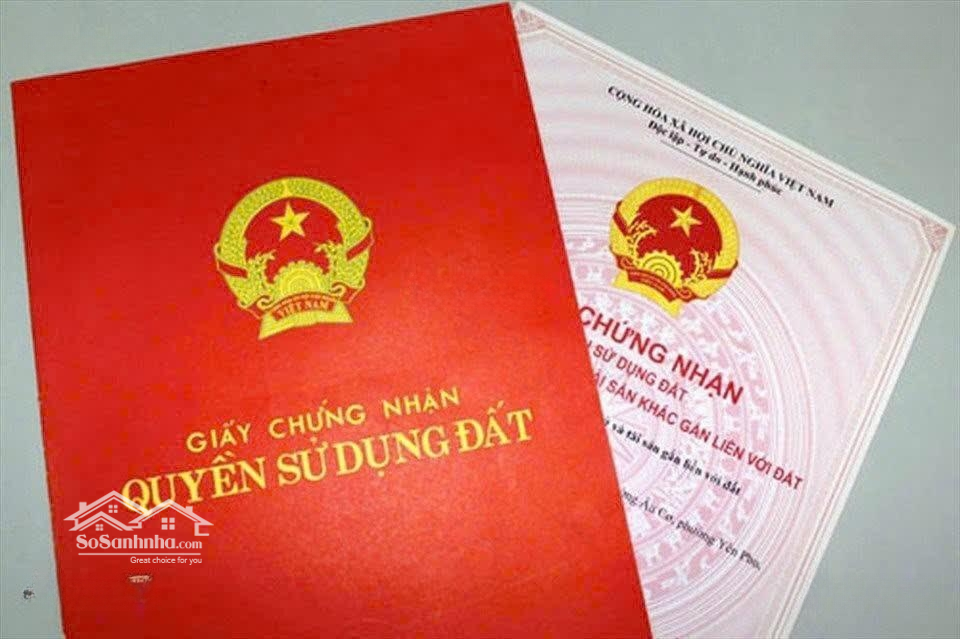 VIỆT NAM
GIẤY CHỨNG NHẬN
QUYỀN SỬ DỤNG ĐẤT
SoSanhnha.com
Great choice for you
CỘNG HÒA XÃ HỘI CHỦ NGHĨA VIỆT NAM
Độc lập - Tự do - Hạnh phúc
CHỨNG NHẬN
SỬ DỤNG ĐẤT
SẢN KHÁC GẮN LIỀN VỚI ĐẤT
và tài sản gắn liền với đất
Âu Cơ, phường Yên Phụ,